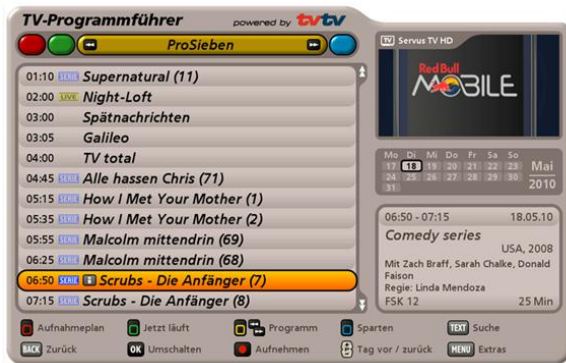 TV-Programmführer
powered by tvtv
ProSieben
01:10 SERIE Supernatural (11)
02:00 LIVE Night-Loft
03:00 Spätnachrichten
03:05 Galileo
04:00 TV total
04:45 SERIE Alle hassen Chris (71)
05:15 SERIE How I Met Your Mother (1)
05:35 SERIE How I Met Your Mother (2)
05:55 SERIE Malcolm mittendrin (69)
06:25 SERIE Malcolm mittendrin (68)
06:50 SERIE i Scrubs - Die Anfänger (7)
07:15 SERIE Scrubs - Die Anfänger (8)
TV Servus TV HD
Red Bull
MOBILE
Mo Di Mi Do Fr Sa So
17 18 19 20 21 22 23 Mai
24 25 26 27 28 29 30 2010
31
06:50 - 07:15 18.05.10
Comedy series
USA, 2008
Mit Zach Braff, Sarah Chalke, Donald
Faison
Regie: Linda Mendoza
FSK 12 25 Min
Aufnahmeplan Jetzt läuft Programm Sparten TEXT Suche
BACK Zurück OK Umschalten Aufnehmen Tag vor / zurück MENU Extras